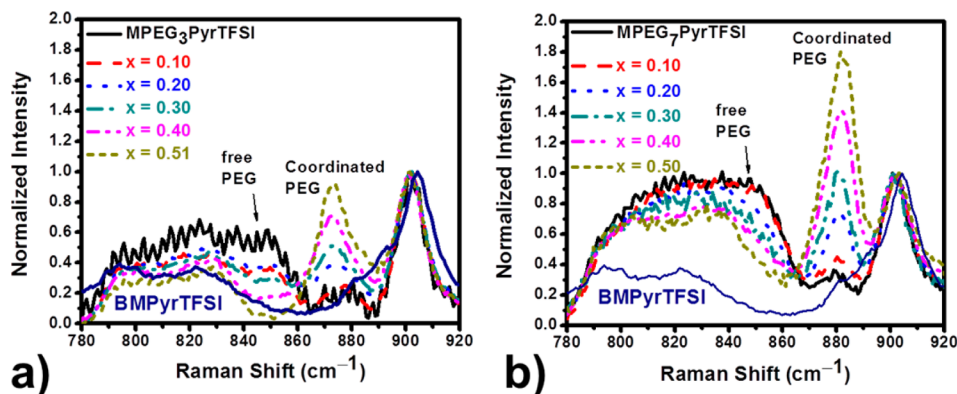 2.0
1.8
1.6
1.4
1.2
1.0
0.8
0.6
0.4
0.2
0.0
Normalized Intensity
MPEG₃PyrTFSI
x = 0.10
x = 0.20
x = 0.30
x = 0.40
x = 0.51
free
PEG
Coordinated
PEG
BMPyrTFSI
780 800 820 840 860 880 900 920
Raman Shift (cm⁻¹)
a)
2.0
1.8
1.6
1.4
1.2
1.0
0.8
0.6
0.4
0.2
0.0
Normalized Intensity
MPEG₇PyrTFSI
x = 0.10
x = 0.20
x = 0.30
x = 0.40
x = 0.50
Coordinated
PEG
free
PEG
BMPyrTFSI
780 800 820 840 860 880 900 920
Raman Shift (cm⁻¹)
b)